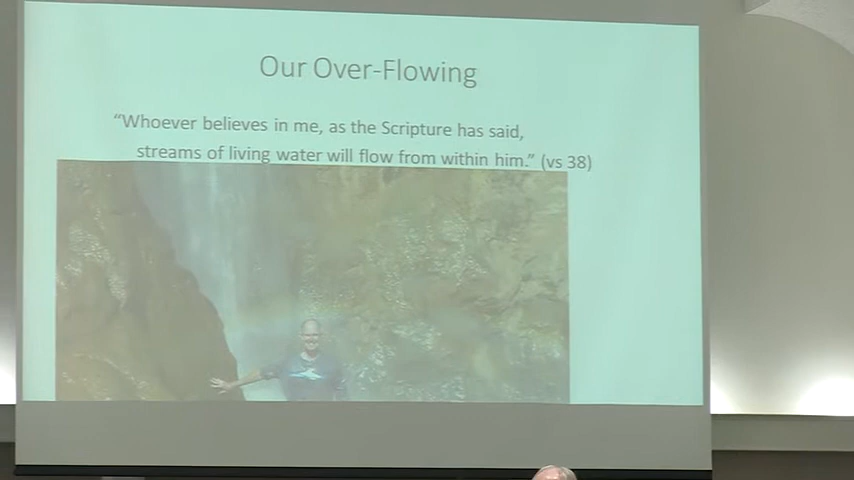 Our Over-Flowing
“Whoever believes in me, as the Scripture has said,
streams of living water will flow from within him.” (vs 38)